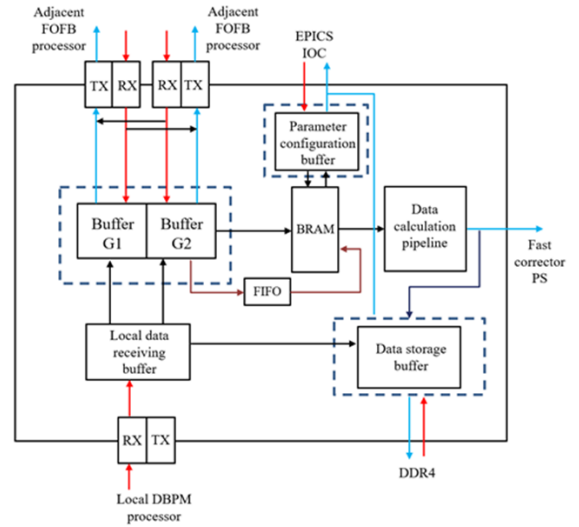 Adjacent
FOFB
processor
Adjacent
FOFB
processor
EPICS
IOC
TX RX
RX TX
Parameter
configuration
buffer
Buffer
G1
Buffer
G2
BRAM
Data
calculation
pipeline
Fast
corrector
PS
FIFO
Local data
receiving
buffer
Data storage
buffer
RX TX
DDR4
Local DBPM
processor